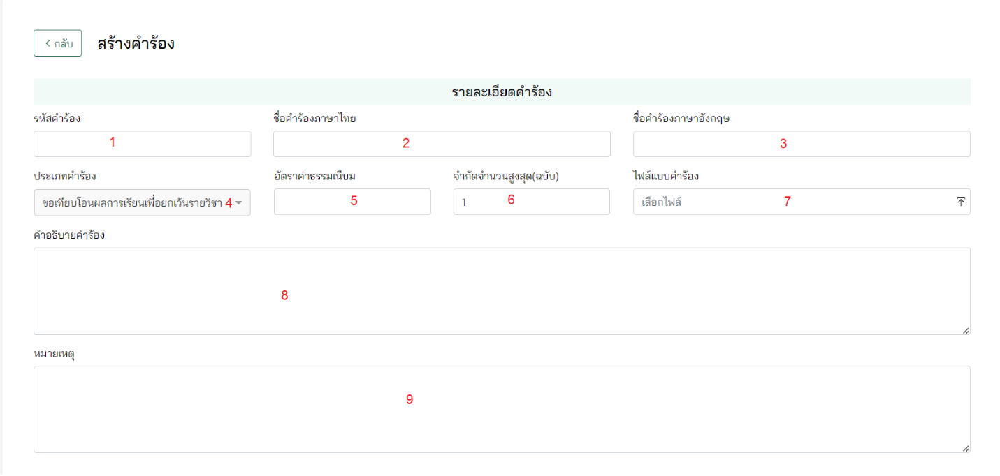 < กลับ สร้างคำร้อง
รายละเอียดคำร้อง
รหัสคำร้อง ชื่อคำร้องภาษาไทย ชื่อคำร้องภาษาอังกฤษ
1 2 3
ประเภทคำร้อง อัตราค่าธรรมเนียม จำกัดจำนวนสูงสุด(ฉบับ) ไฟล์แบบคำร้อง
ขอเทียบโอนผลการเรียนเพื่อยกเว้นรายวิชา 4 5 1 6 เลือกไฟล์ 7
คำอธิบายคำร้อง
8
หมายเหตุ
9